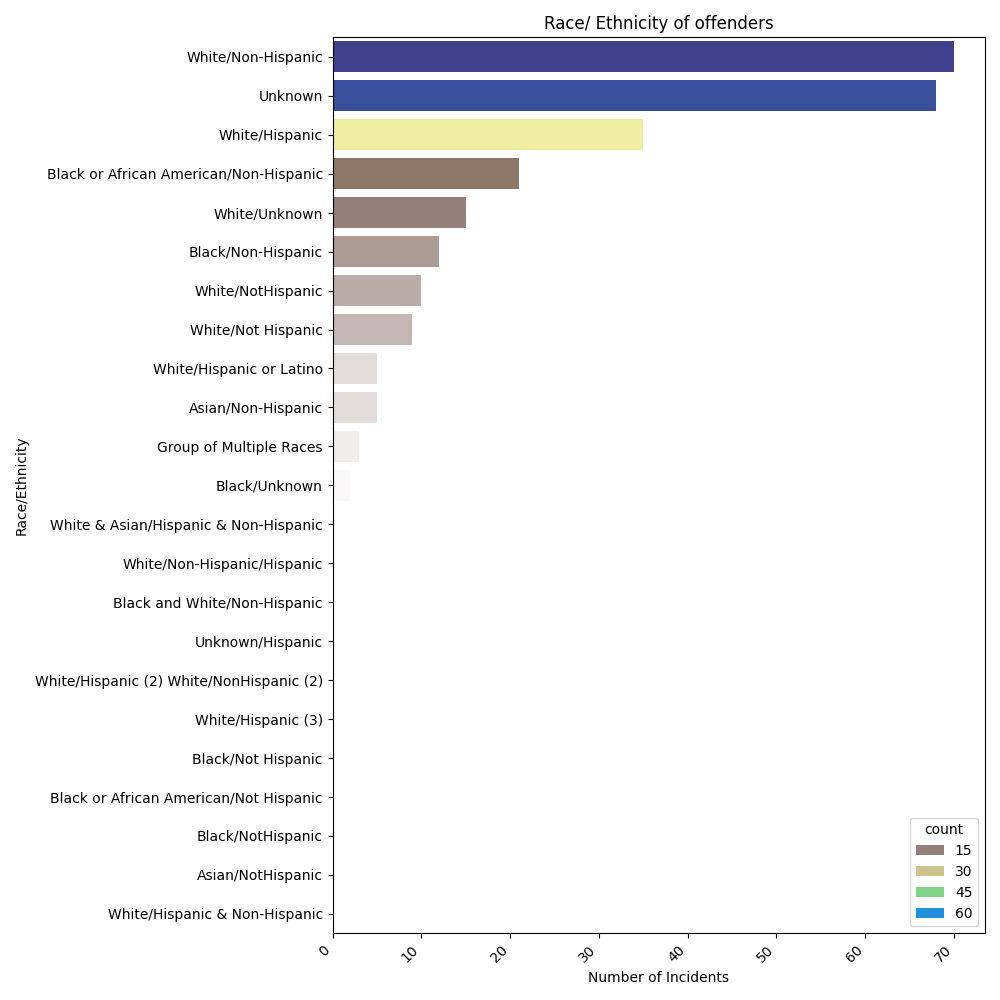 Race/ Ethnicity of offenders
White/Non-Hispanic
Unknown
White/Hispanic
Black or African American/Non-Hispanic
White/Unknown
Black/Non-Hispanic
White/NotHispanic
White/Not Hispanic
White/Hispanic or Latino
Asian/Non-Hispanic
Group of Multiple Races
Black/Unknown
White & Asian/Hispanic & Non-Hispanic
White/Non-Hispanic/Hispanic
Black and White/Non-Hispanic
Unknown/Hispanic
White/Hispanic (2) White/NonHispanic (2)
White/Hispanic (3)
Black/Not Hispanic
Black or African American/Not Hispanic
Black/NotHispanic
Asian/NotHispanic
White/Hispanic & Non-Hispanic
Race/Ethnicity
count
15
30
45
60
0 10 20 30 40 50 60 70
Number of Incidents